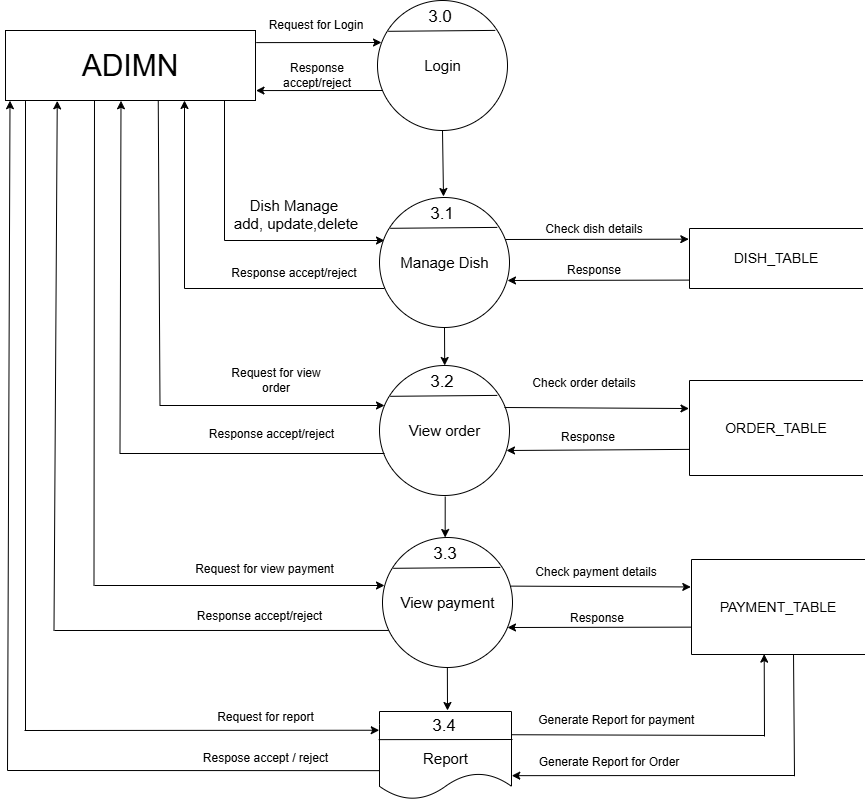 Request for Login
3.0
ADIMN
Login
Response
accept/reject
Dish Manage
add, update,delete
3.1
Check dish details
Manage Dish
DISH_TABLE
Response accept/reject
Response
Request for view
order
3.2
Check order details
View order
ORDER_TABLE
Response accept/reject
Response
3.3
Request for view payment
Check payment details
View payment
PAYMENT_TABLE
Response accept/reject
Response
Request for report
3.4
Generate Report for payment
Respose accept / reject
Report
Generate Report for Order